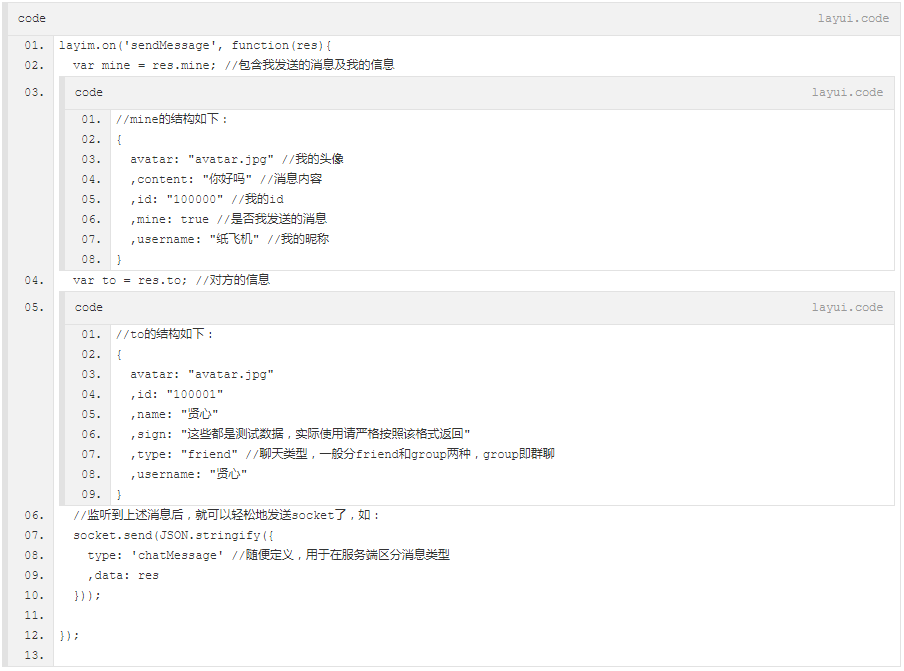 code layui.code
01. layim.on('sendMessage', function(res){
02. var mine = res.mine; //包含我发送的消息及我的信息
03. code layui.code
01. //mine的结构如下：
02. {
03. avatar: "avatar.jpg" //我的头像
04. ,content: "你好吗" //消息内容
05. ,id: "100000" //我的id
06. ,mine: true //是否我发送的消息
07. ,username: "纸飞机" //我的昵称
08. }
04. var to = res.to; //对方的信息
05. code layui.code
01. //to的结构如下：
02. {
03. avatar: "avatar.jpg"
04. ,id: "100001"
05. ,name: "贤心"
06. ,sign: "这些都是测试数据，实际使用请严格按照该格式返回"
07. ,type: "friend" //聊天类型，一般分friend和group两种，group即群聊
08. ,username: "贤心"
09. }
06. //监听到上述消息后，就可以轻松地发送socket了，如：
07. socket.send(JSON.stringify({
08. type: 'chatMessage' //随便定义，用于在服务端区分消息类型
09. ,data: res
10. }));
11.
12. });
13.